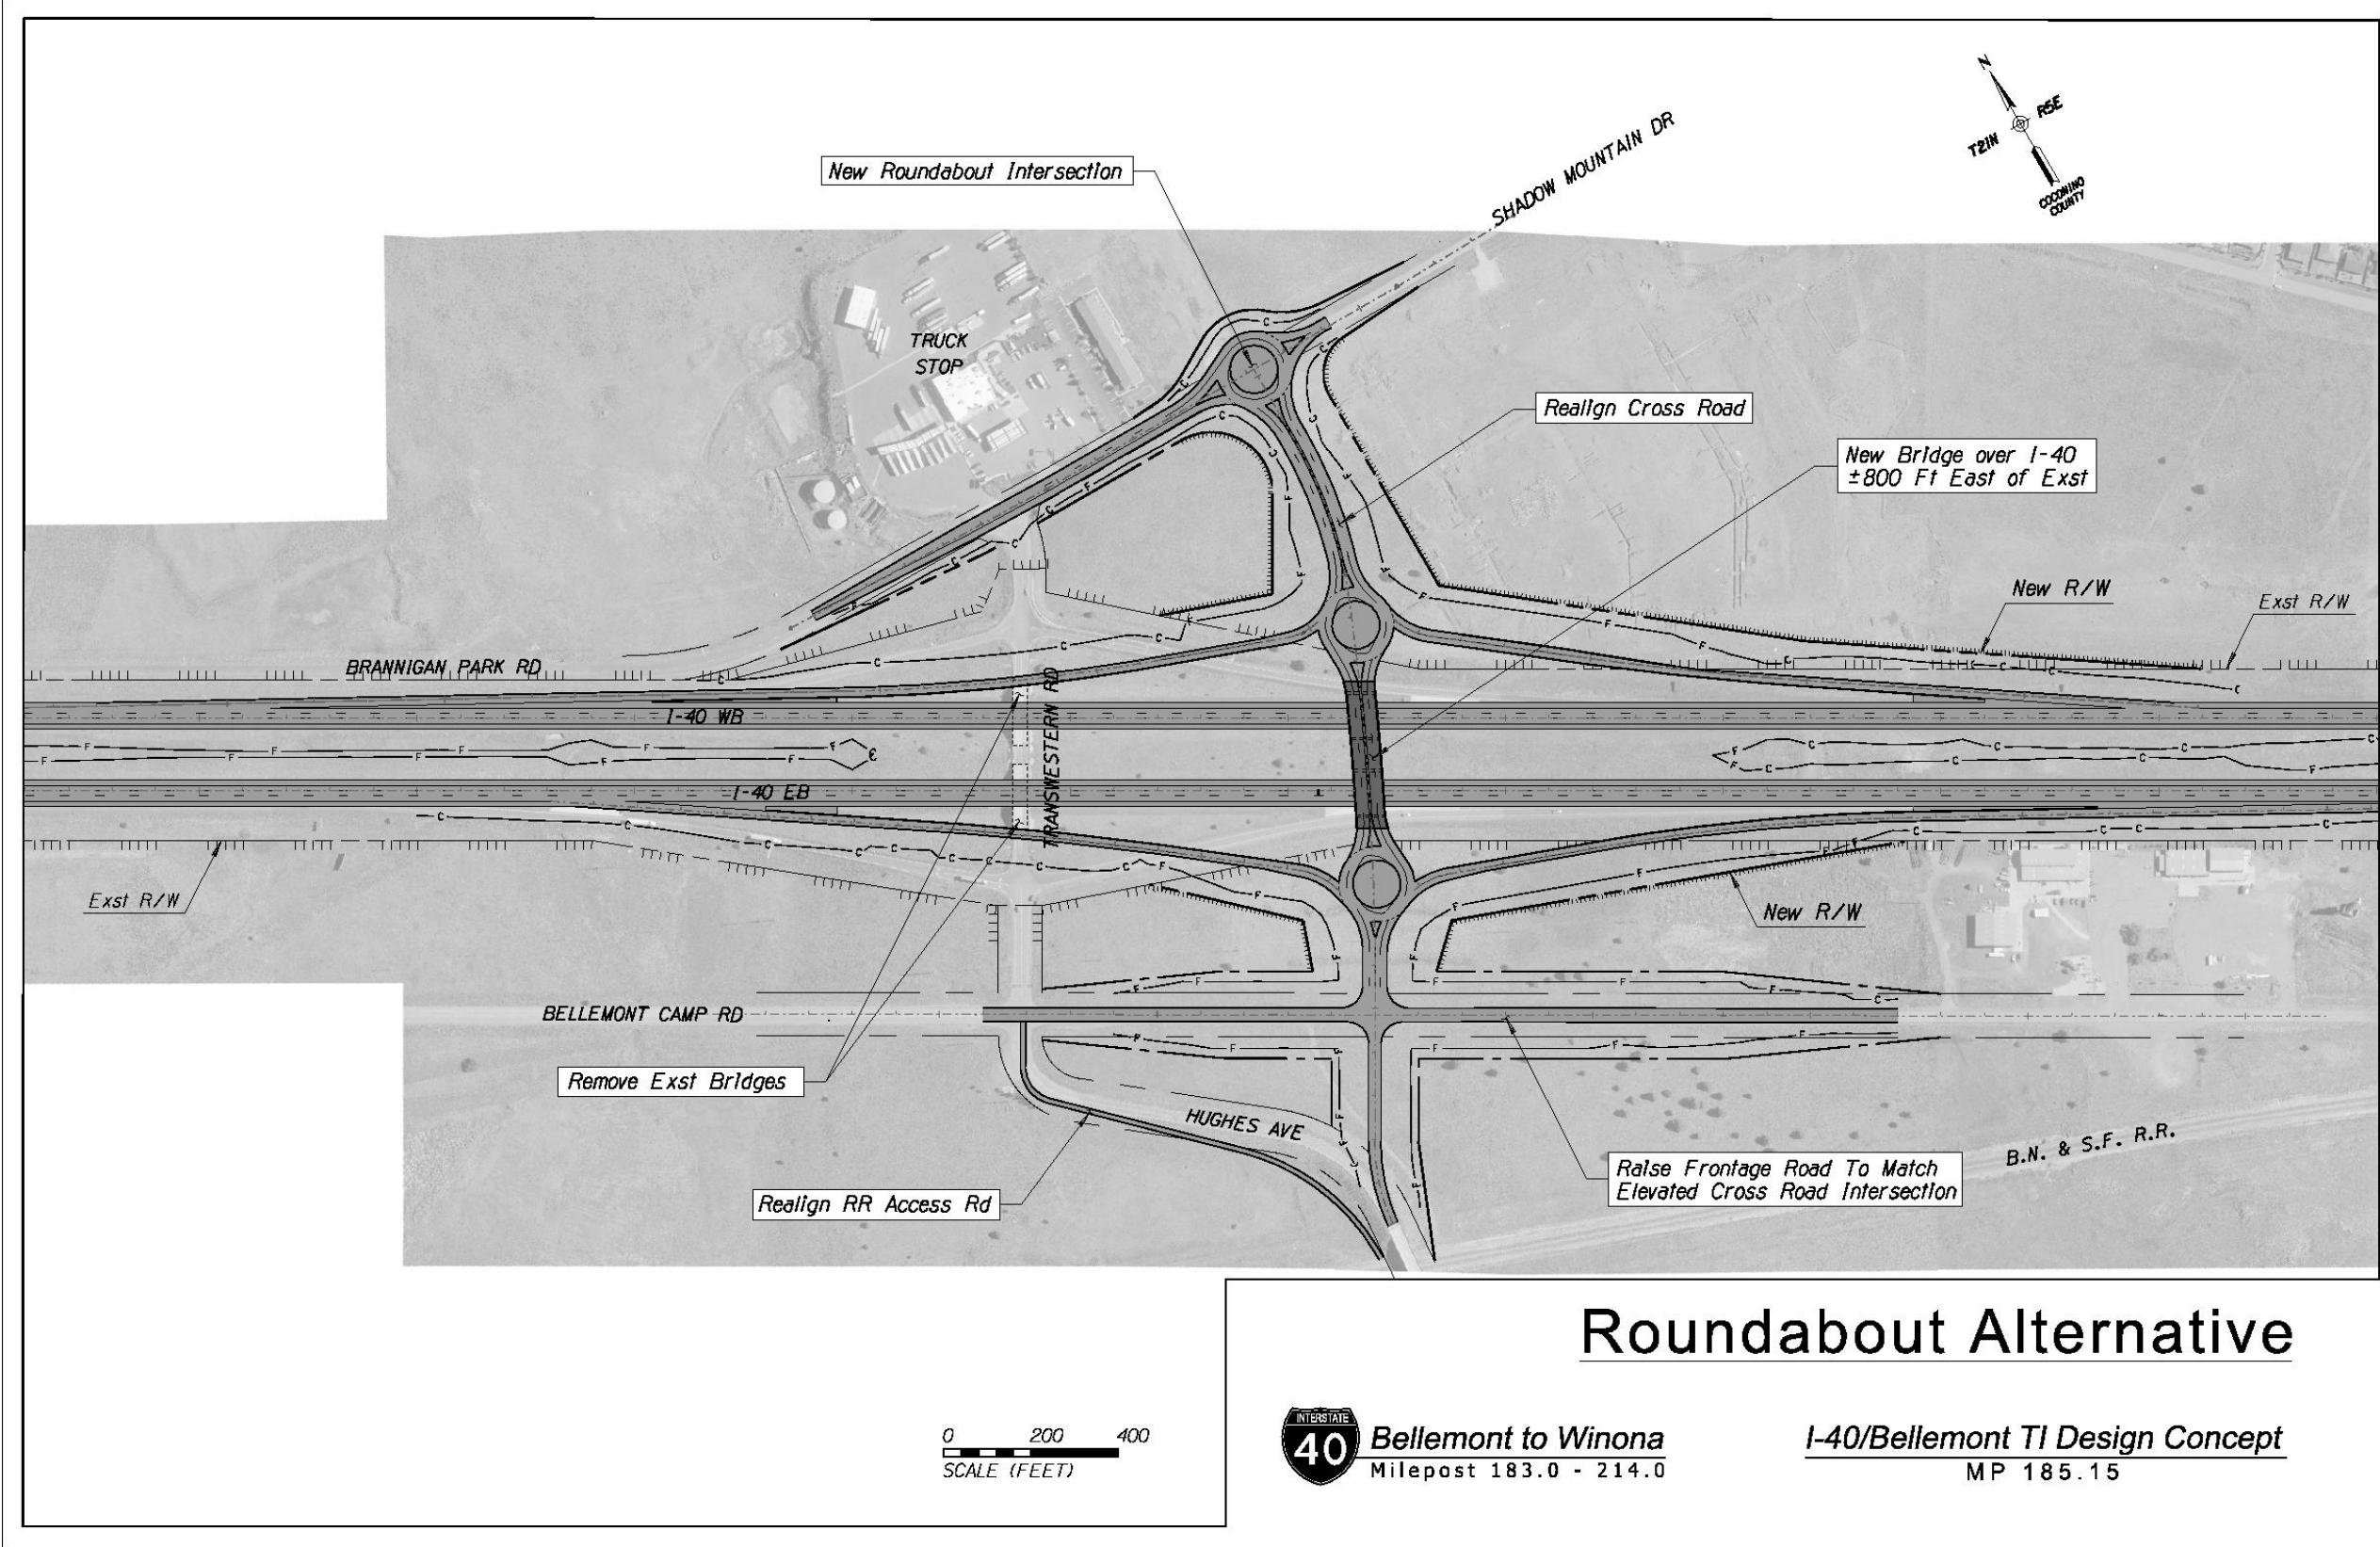 N
R5E
T21N
COCONINO
COUNTY
SHADOW MOUNTAIN DR
New Roundabout Intersection
TRUCK
STOP
Realign Cross Road
New Bridge over I-40
±800 Ft East of Exst
New R/W
Exst R/W
BRANNIGAN PARK RD
I-40 WB
TRANSWESTERN RD
I-40 EB
Exst R/W
New R/W
BELLEMONT CAMP RD
Remove Exst Bridges
HUGHES AVE
B.N. & S.F. R.R.
Raise Frontage Road To Match
Elevated Cross Road Intersection
Realign RR Access Rd
Roundabout Alternative
0 200 400
SCALE (FEET)
INTERSTATE
40
Bellemont to Winona
Milepost 183.0 - 214.0
I-40/Bellemont TI Design Concept
MP 185.15